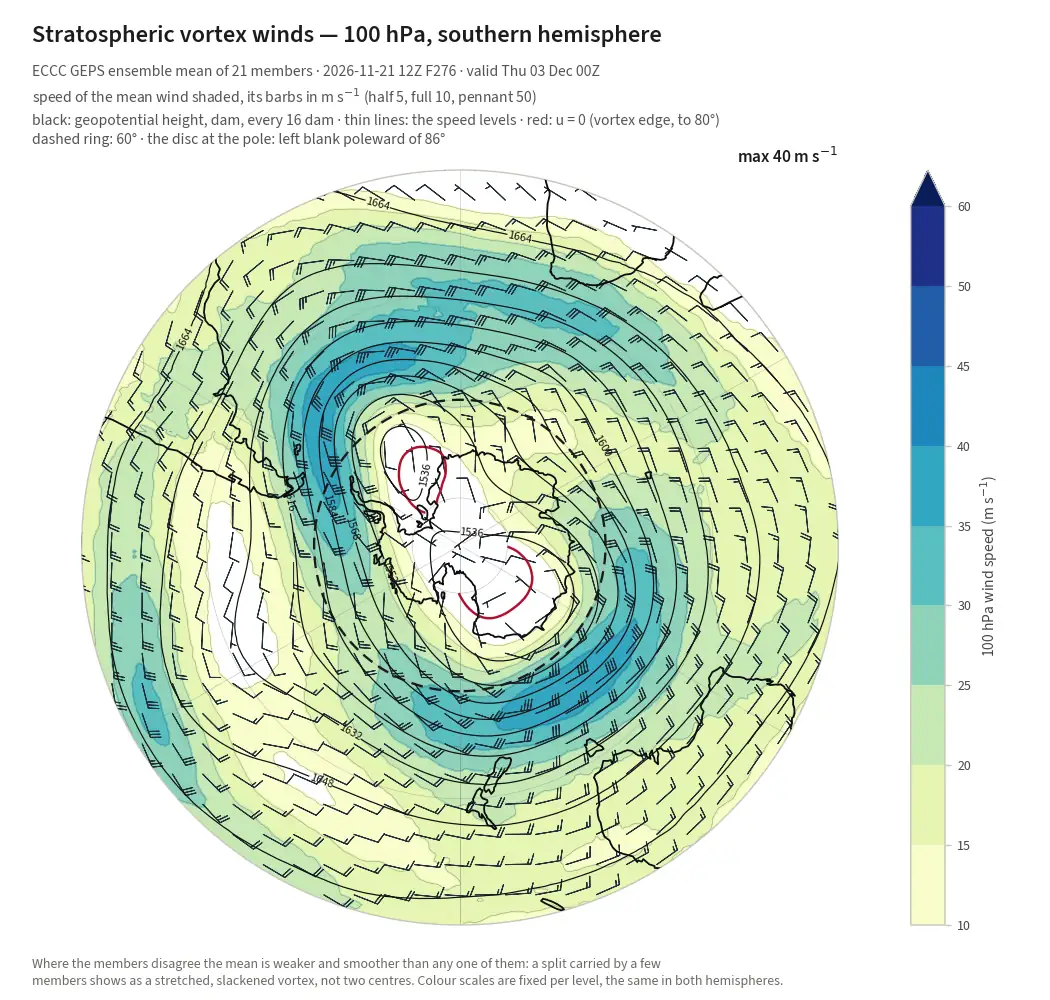 Stratospheric vortex winds — 100 hPa, southern hemisphere
ECCC GEPS ensemble mean of 21 members · 2026-11-21 12Z F276 · valid Thu 03 Dec 00Z
speed of the mean wind shaded, its barbs in m s⁻¹ (half 5, full 10, pennant 50)
black: geopotential height, dam, every 16 dam · thin lines: the speed levels · red: u = 0 (vortex edge, to 80°)
dashed ring: 60° · the disc at the pole: left blank poleward of 86°
max 40 m s⁻¹
1664
1664
1664
1600
1536
1536
1584
1568
1632
1648
60
50
45
40
35
30
25
20
15
10
100 hPa wind speed (m s⁻¹)
Where the members disagree the mean is weaker and smoother than any one of them: a split carried by a few
members shows as a stretched, slackened vortex, not two centres. Colour scales are fixed per level, the same in both hemispheres.